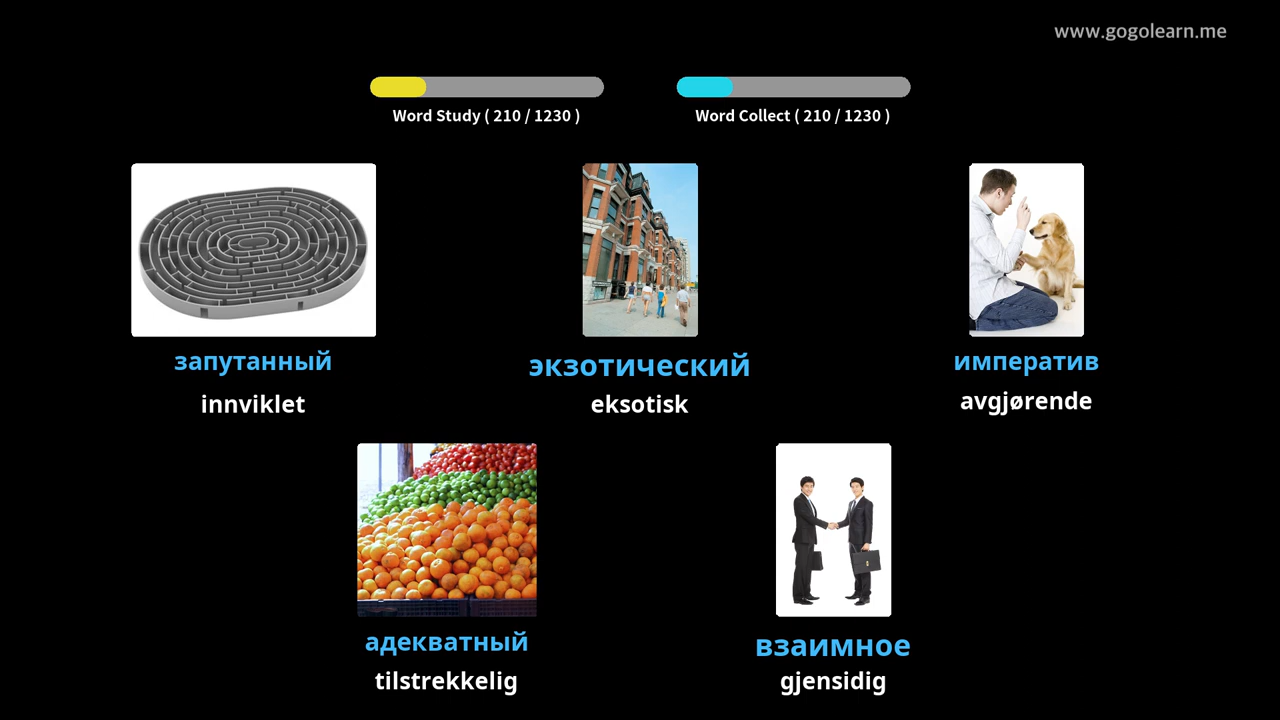 www.gogolearn.me
Word Study ( 210 / 1230 )
Word Collect ( 210 / 1230 )
запутанный
экзотический
императив
innviklet
eksotisk
avgjørende
адекватный
взаимное
tilstrekkelig
gjensidig